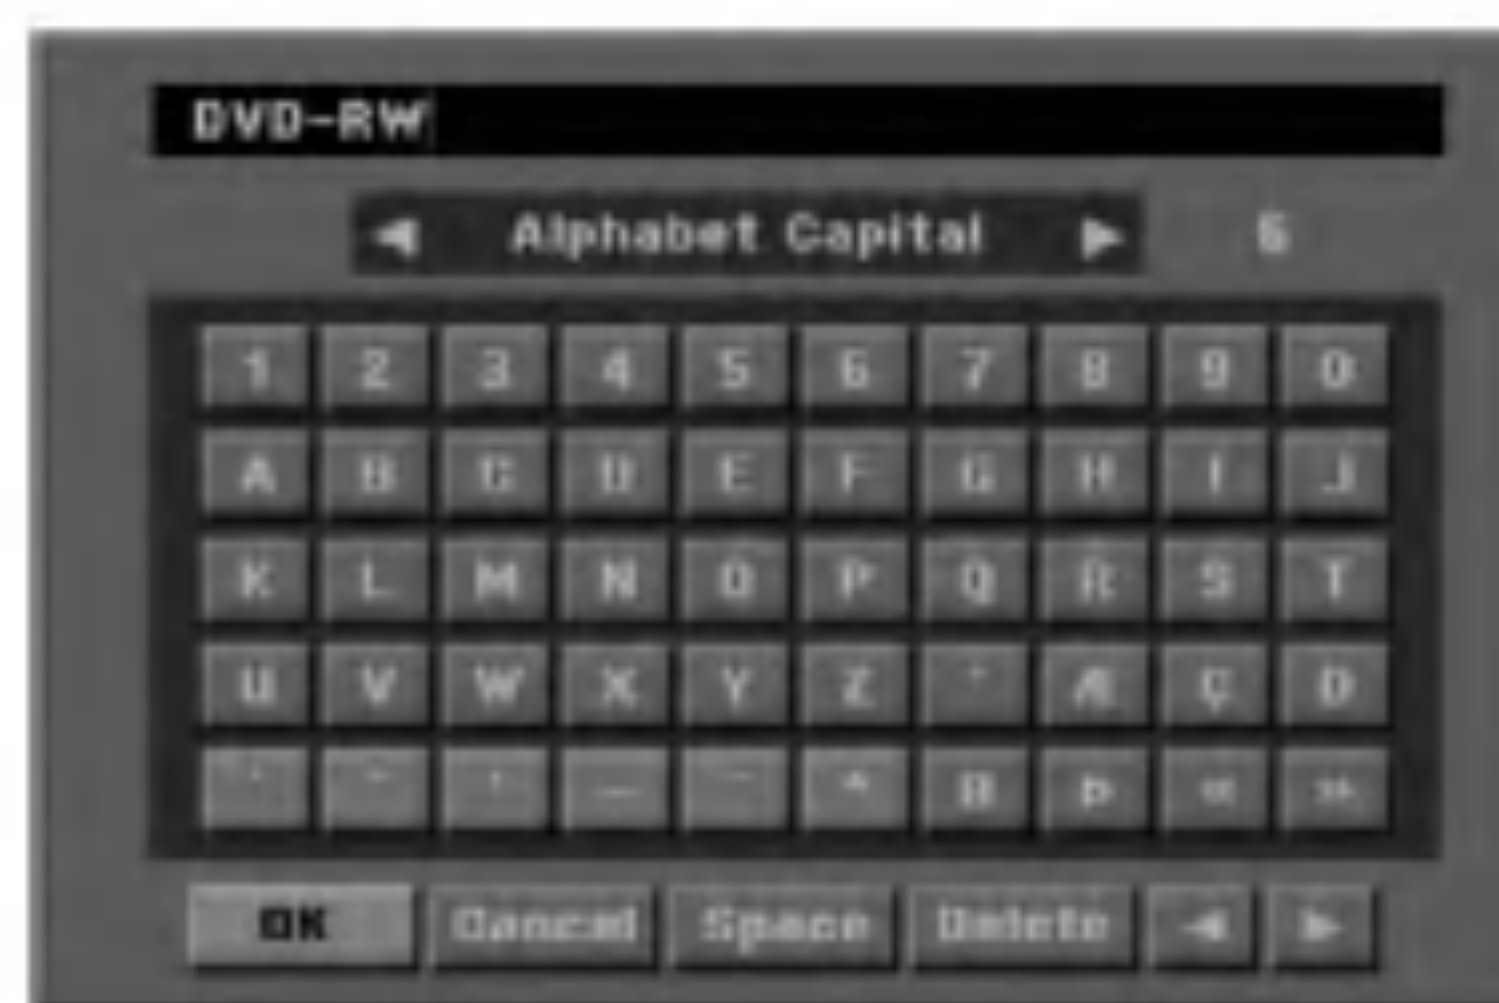 DVD-RW
◀ Alphabet Capital ▶ 6
1 2 3 4 5 6 7 8 9 0
A B C D E F G H I J
K L M N O P Q R S T
U V W X Y Z Æ Ç
— « »
OK Cancel Space Delete ◀ ▶